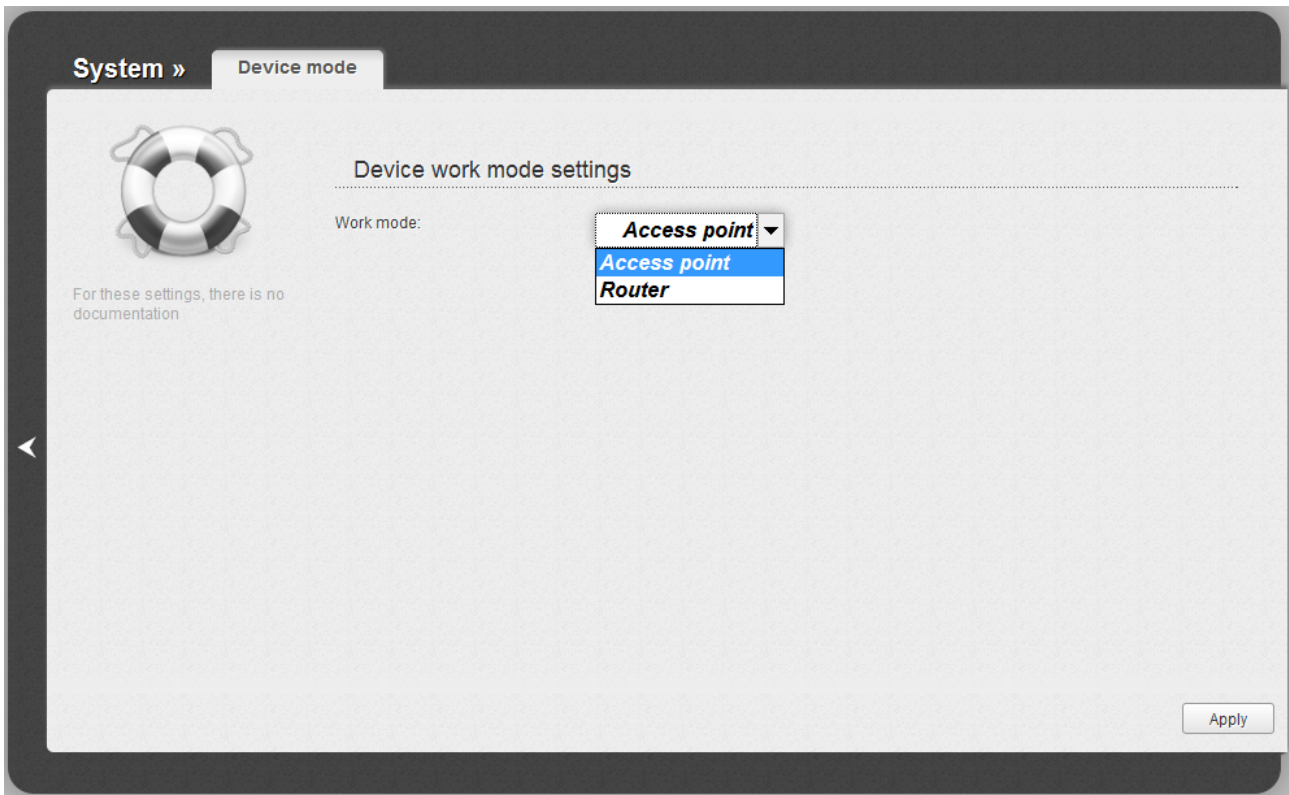 System » Device mode
Device work mode settings
Work mode: Access point
Access point
Router
For these settings, there is no
documentation
Apply